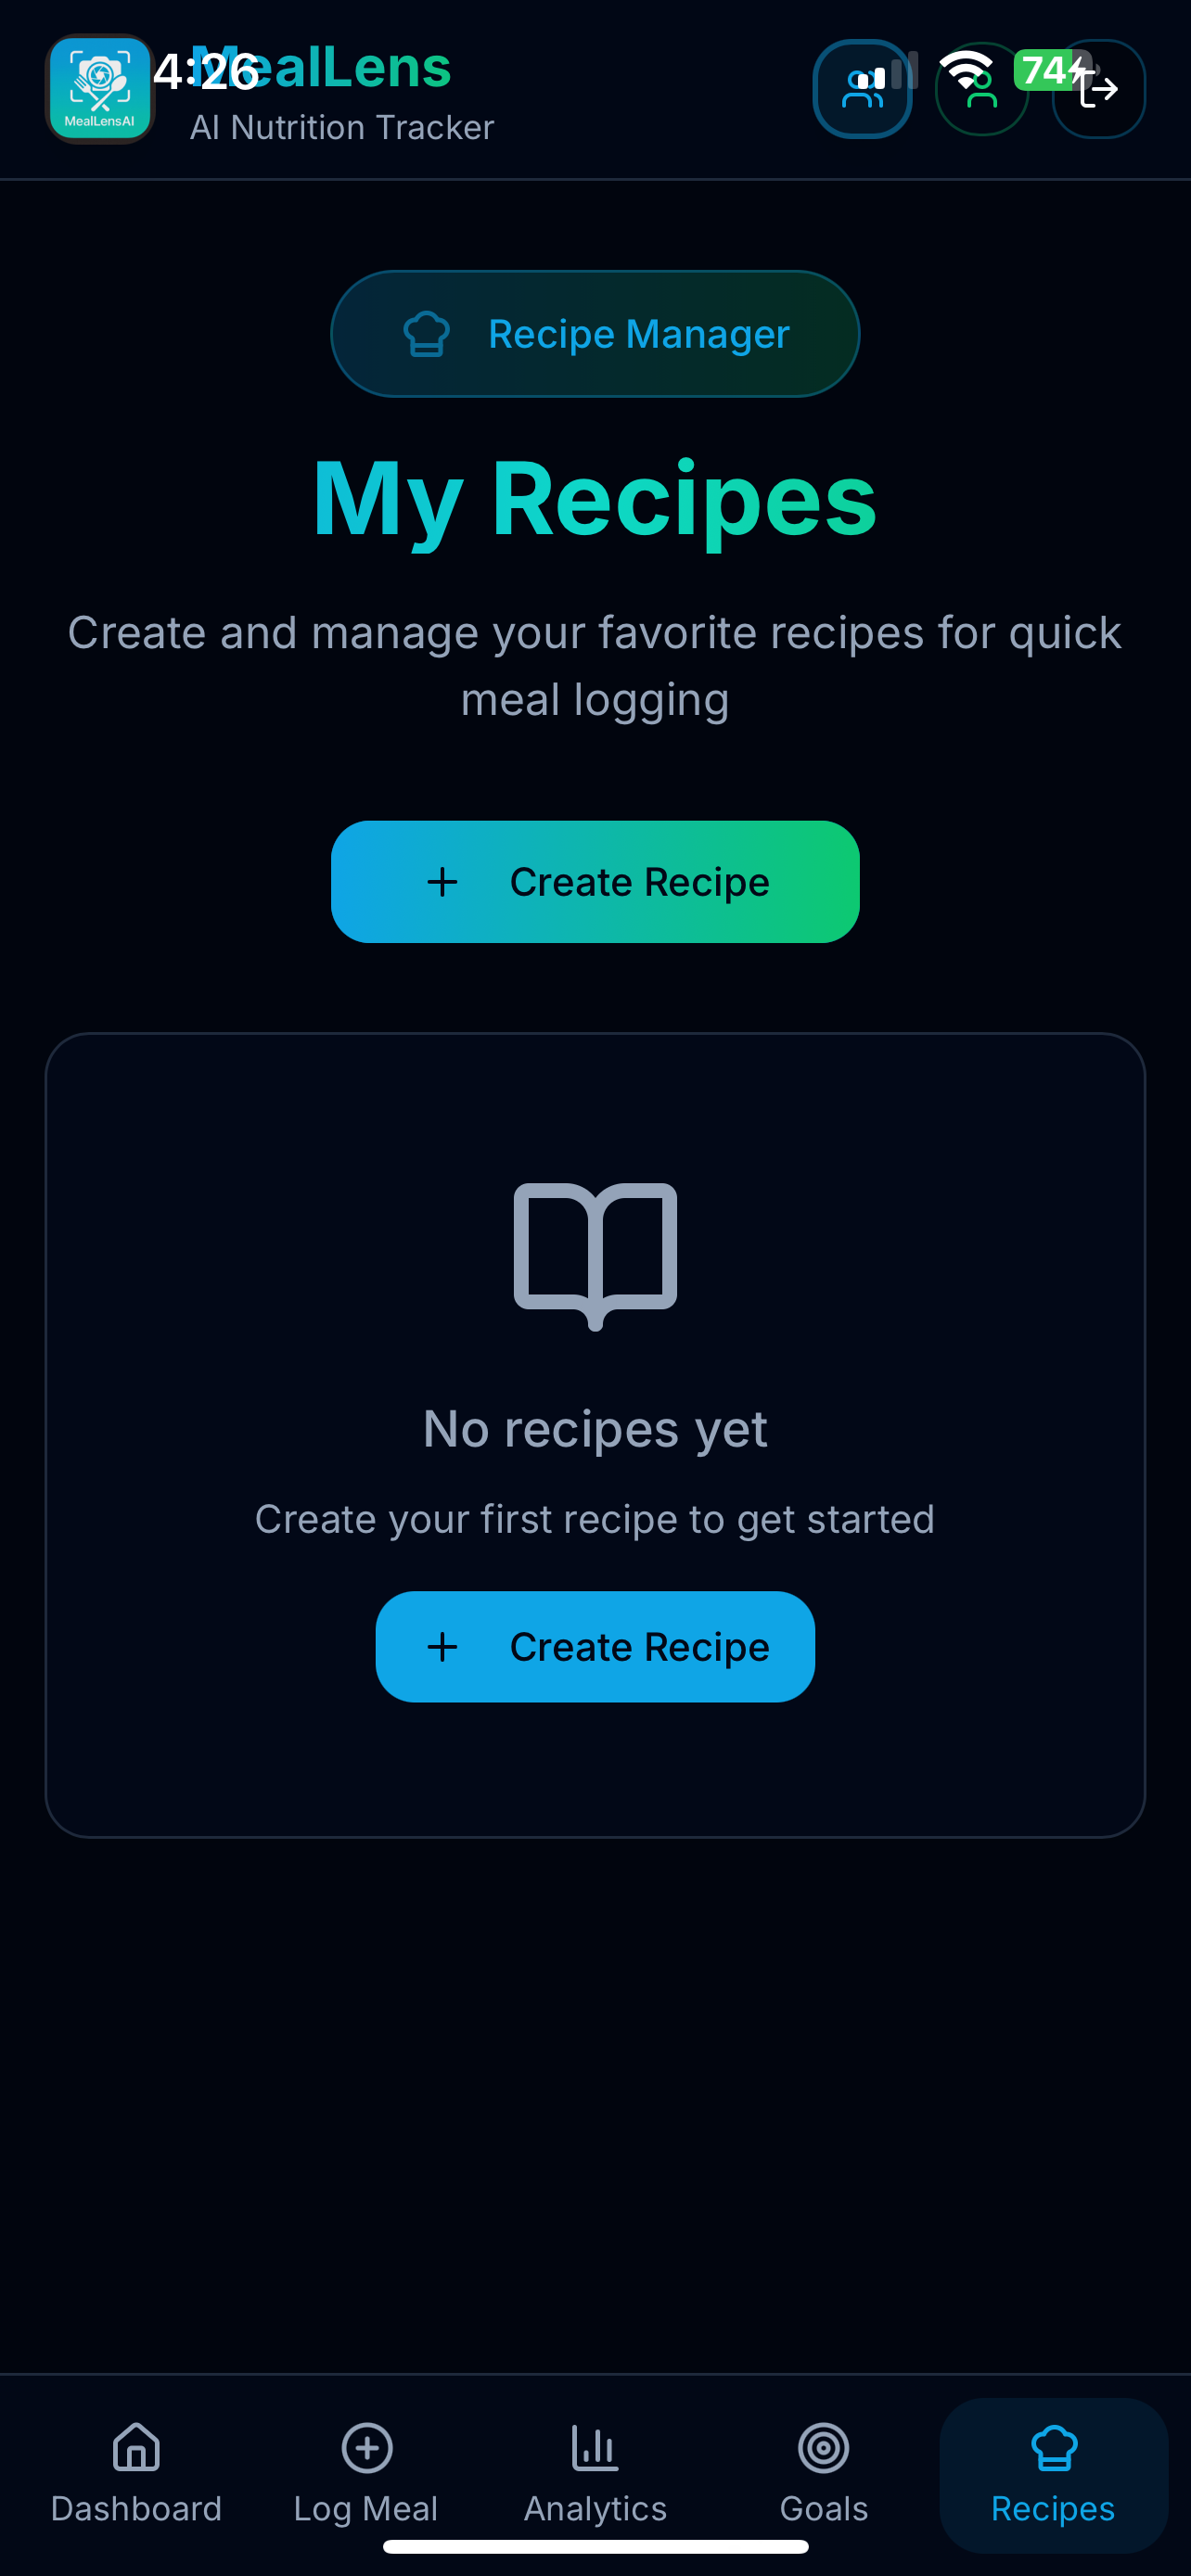 4:26
MealLens
74
MealLensAI
AI Nutrition Tracker
Recipe Manager
My Recipes
Create and manage your favorite recipes for quick
meal logging
Create Recipe
No recipes yet
Create your first recipe to get started
Create Recipe
Dashboard
Log Meal
Analytics
Goals
Recipes